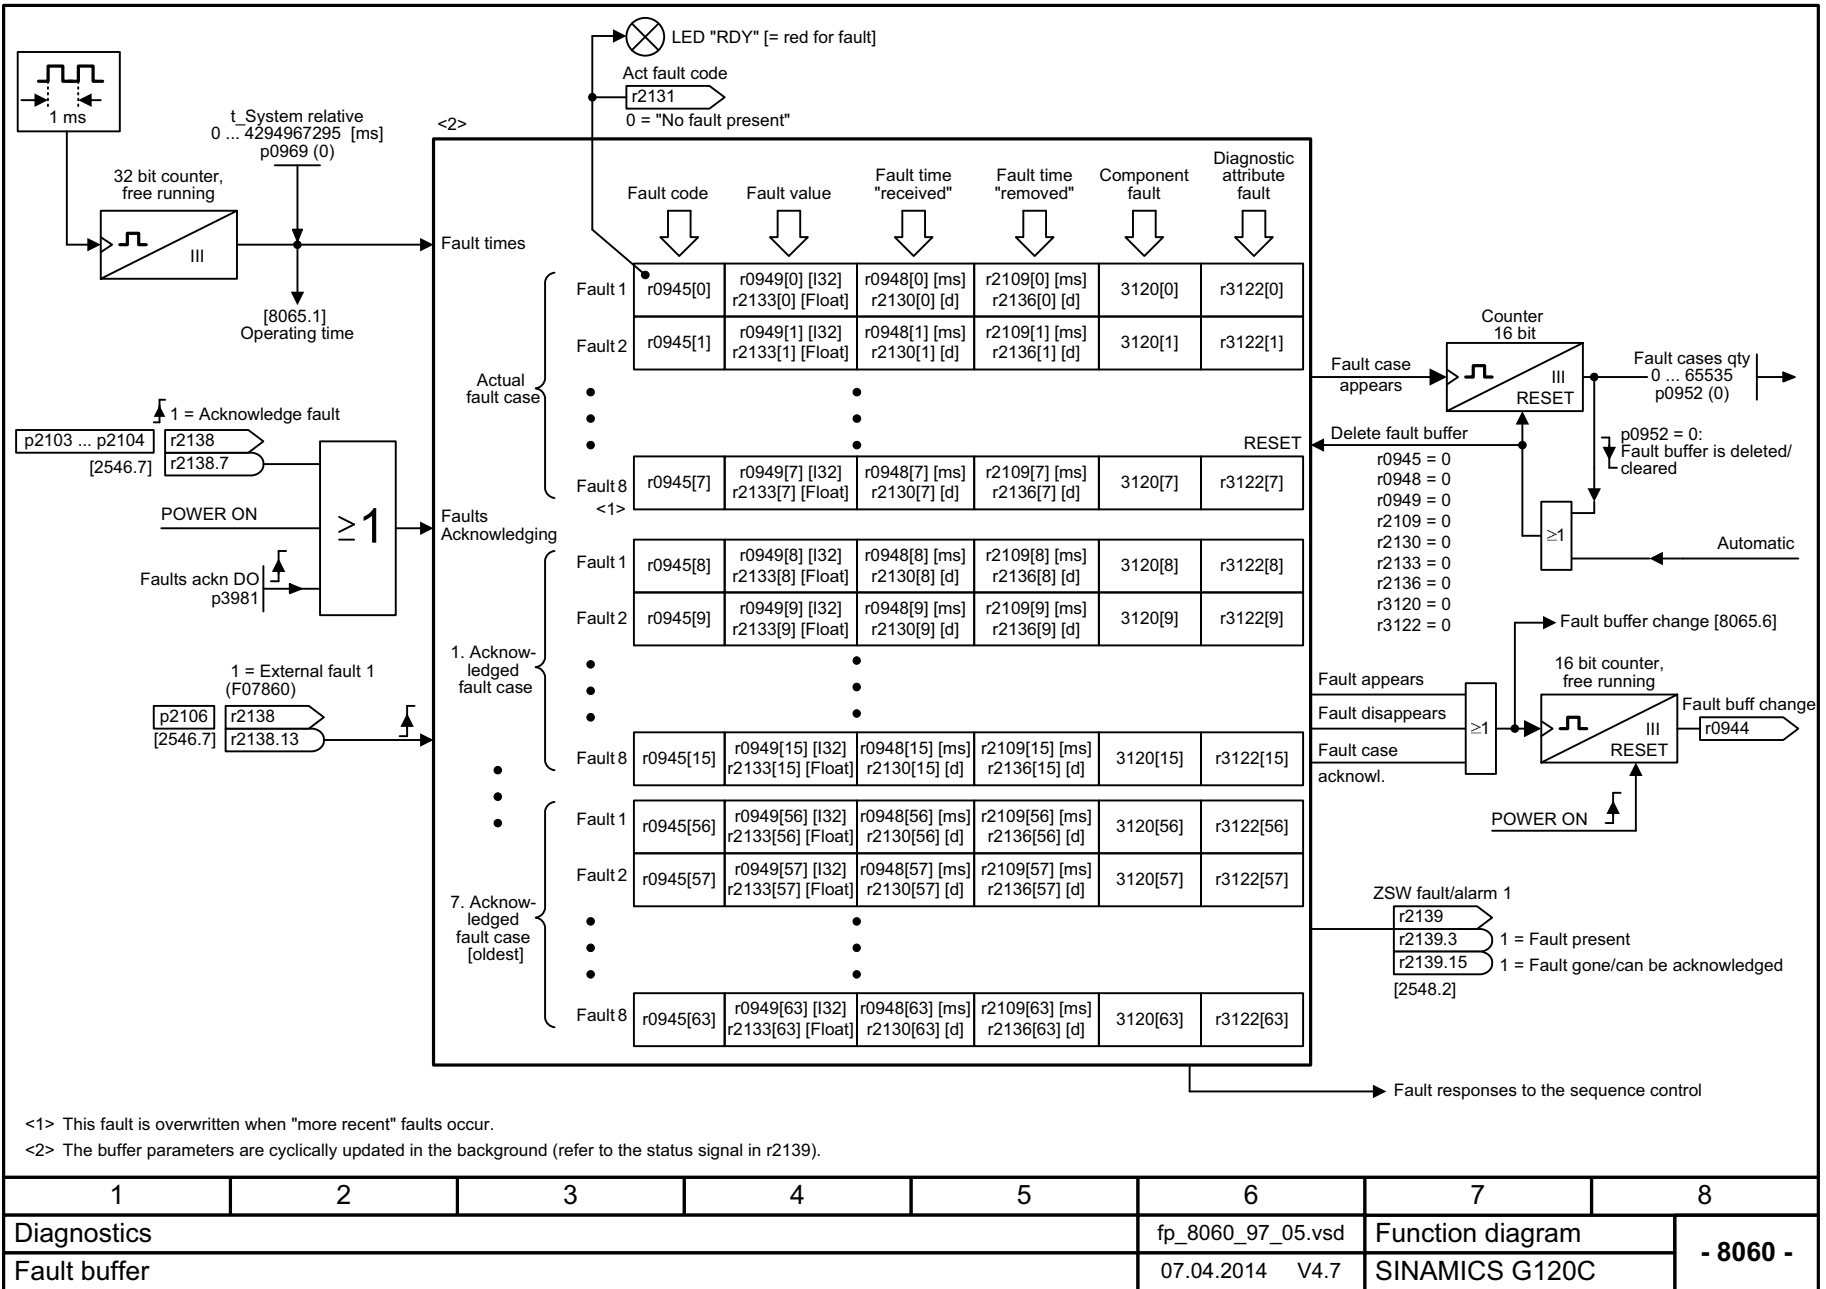 LED "RDY" [= red for fault]
Act fault code
r2131
0 = "No fault present"
1 ms
t_System relative
0 ... 4294967295 [ms]
p0969 (0)
<2>
32 bit counter,
free running
III
[8065.1]
Operating time
Fault times
Fault code
Fault value
Fault time
"received"
Fault time
"removed"
Component
fault
Diagnostic
attribute
fault
Actual
fault case
Fault 1
r0945[0]
r0949[0] [I32]
r2133[0] [Float]
r0948[0] [ms]
r2130[0] [d]
r2109[0] [ms]
r2136[0] [d]
3120[0]
r3122[0]
Fault 2
r0945[1]
r0949[1] [I32]
r2133[1] [Float]
r0948[1] [ms]
r2130[1] [d]
r2109[1] [ms]
r2136[1] [d]
3120[1]
r3122[1]
Fault 8
<1>
r0945[7]
r0949[7] [I32]
r2133[7] [Float]
r0948[7] [ms]
r2130[7] [d]
r2109[7] [ms]
r2136[7] [d]
3120[7]
r3122[7]
1 = Acknowledge fault
p2103 ... p2104
r2138
[2546.7]
r2138.7
POWER ON
Faults ackn DO
p3981
≥1
Faults
Acknowledging
1 = External fault 1
(F07860)
p2106
r2138
[2546.7]
r2138.13
1. Acknow-
ledged
fault case
Fault 1
r0945[8]
r0949[8] [I32]
r2133[8] [Float]
r0948[8] [ms]
r2130[8] [d]
r2109[8] [ms]
r2136[8] [d]
3120[8]
r3122[8]
Fault 2
r0945[9]
r0949[9] [I32]
r2133[9] [Float]
r0948[9] [ms]
r2130[9] [d]
r2109[9] [ms]
r2136[9] [d]
3120[9]
r3122[9]
Fault 8
r0945[15]
r0949[15] [I32]
r2133[15] [Float]
r0948[15] [ms]
r2130[15] [d]
r2109[15] [ms]
r2136[15] [d]
3120[15]
r3122[15]
7. Acknow-
ledged
fault case
[oldest]
Fault 1
r0945[56]
r0949[56] [I32]
r2133[56] [Float]
r0948[56] [ms]
r2130[56] [d]
r2109[56] [ms]
r2136[56] [d]
3120[56]
r3122[56]
Fault 2
r0945[57]
r0949[57] [I32]
r2133[57] [Float]
r0948[57] [ms]
r2130[57] [d]
r2109[57] [ms]
r2136[57] [d]
3120[57]
r3122[57]
Fault 8
r0945[63]
r0949[63] [I32]
r2133[63] [Float]
r0948[63] [ms]
r2130[63] [d]
r2109[63] [ms]
r2136[63] [d]
3120[63]
r3122[63]
Fault case
appears
Counter
16 bit
III
RESET
Fault cases qty
0 ... 65535
p0952 (0)
RESET
Delete fault buffer
r0945 = 0
r0948 = 0
r0949 = 0
r2109 = 0
r2130 = 0
r2133 = 0
r2136 = 0
r3120 = 0
r3122 = 0
p0952 = 0:
Fault buffer is deleted/
cleared
≥1
Automatic
Fault buffer change [8065.6]
Fault appears
Fault disappears
Fault case
acknowl.
≥1
16 bit counter,
free running
III
RESET
Fault buff change
r0944
POWER ON
ZSW fault/alarm 1
r2139
r2139.3
1 = Fault present
r2139.15
1 = Fault gone/can be acknowledged
[2548.2]
Fault responses to the sequence control
<1> This fault is overwritten when "more recent" faults occur.
<2> The buffer parameters are cyclically updated in the background (refer to the status signal in r2139).
1 2 3 4 5 6 7 8
Diagnostics
fp_8060_97_05.vsd
Function diagram
- 8060 -
Fault buffer
07.04.2014 V4.7
SINAMICS G120C